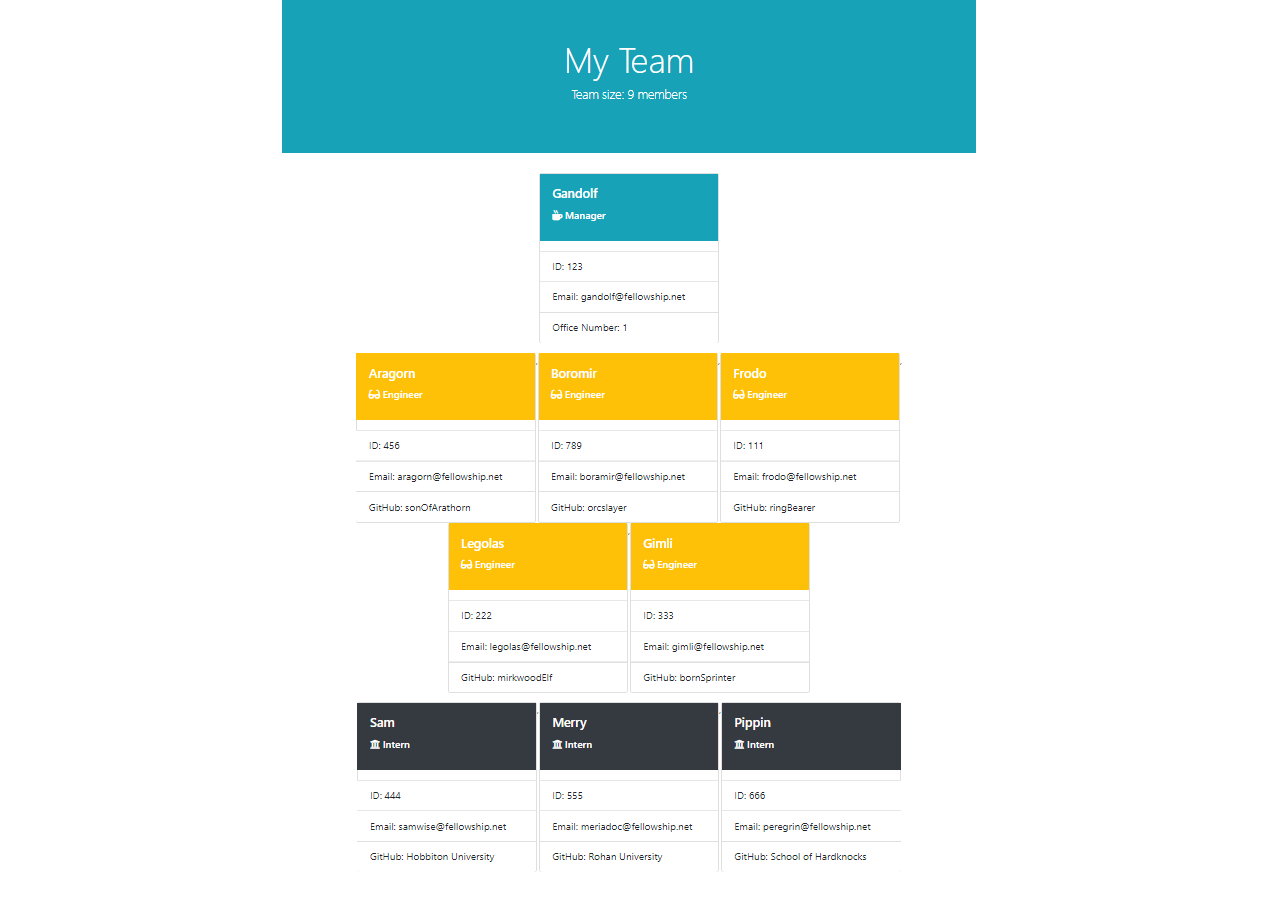 My Team
Team size: 9 members
Gandolf
Manager
ID: 123
Email: gandolf@fellowship.net
Office Number: 1
Aragorn
Engineer
ID: 456
Email: aragorn@fellowship.net
GitHub: sonOfArathorn
Boromir
Engineer
ID: 789
Email: boramir@fellowship.net
GitHub: orcslayer
Frodo
Engineer
ID: 111
Email: frodo@fellowship.net
GitHub: ringBearer
Legolas
Engineer
ID: 222
Email: legolas@fellowship.net
GitHub: mirkwoodElf
Gimli
Engineer
ID: 333
Email: gimli@fellowship.net
GitHub: bornSprinter
Sam
Intern
ID: 444
Email: samwise@fellowship.net
GitHub: Hobbiton University
Merry
Intern
ID: 555
Email: meriadoc@fellowship.net
GitHub: Rohan University
Pippin
Intern
ID: 666
Email: peregrin@fellowship.net
GitHub: School of Hardknocks